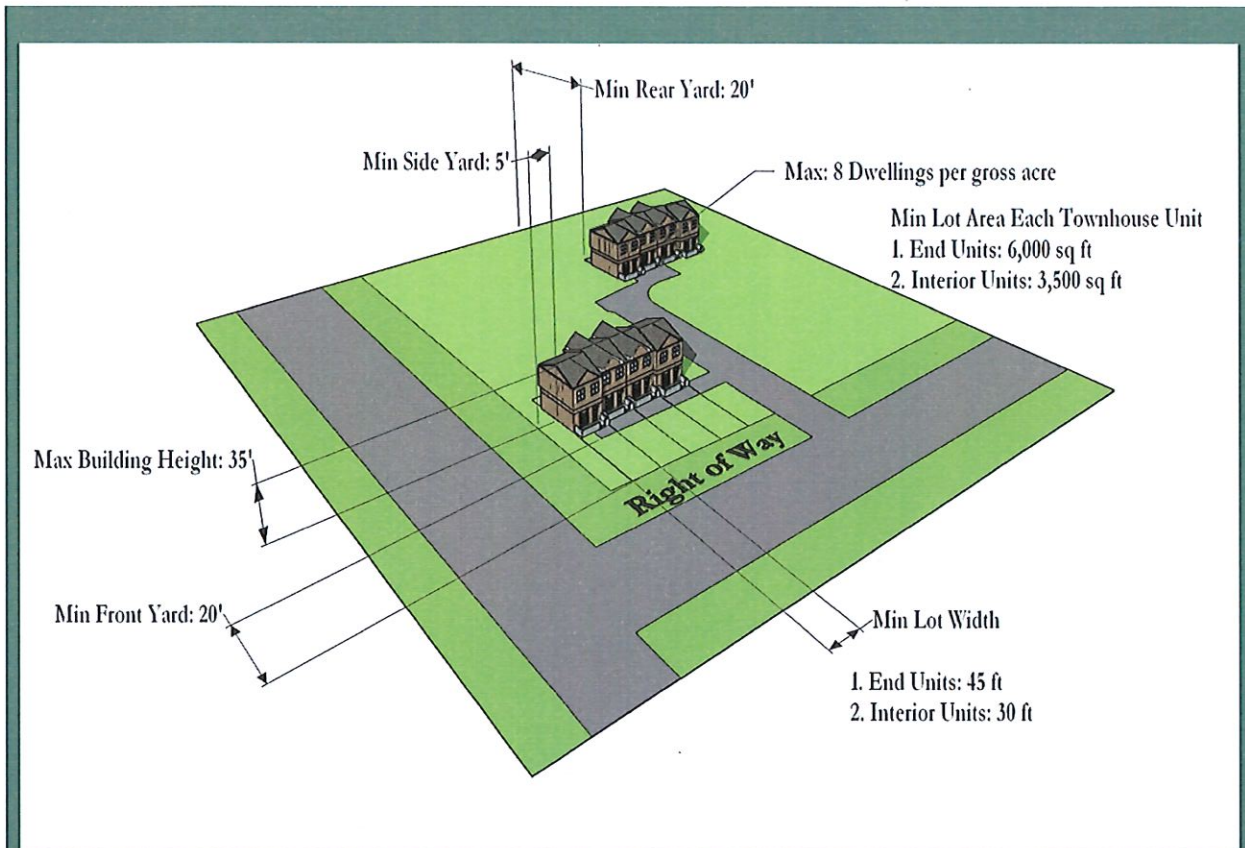 Min Rear Yard: 20'
Min Side Yard: 5'
Max: 8 Dwellings per gross acre
Min Lot Area Each Townhouse Unit
1. End Units: 6,000 sq ft
2. Interior Units: 3,500 sq ft
Max Building Height: 35'
Right of Way
Min Front Yard: 20'
Min Lot Width
1. End Units: 45 ft
2. Interior Units: 30 ft